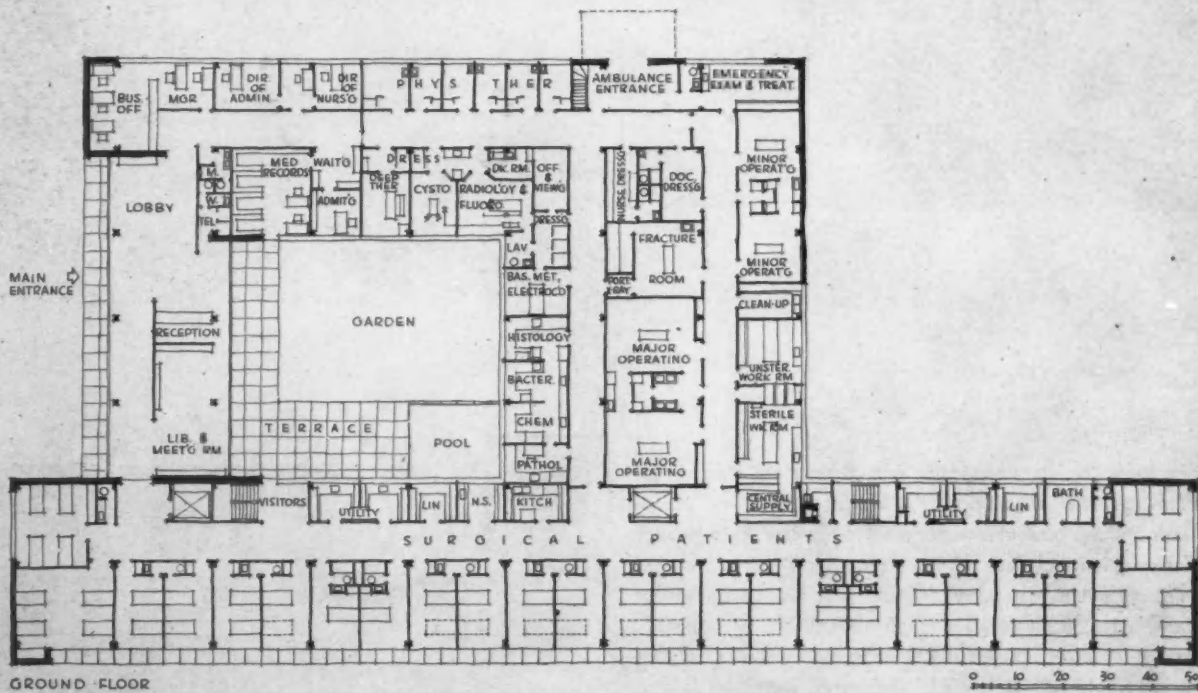 AMBULANCE
ENTRANCE
EMERGENCY
EXAM & TREAT.
BUS.
OFF
MGR
DIR.
OF
ADMIN
DIR
OF
NURS'G
PHYS THER
LOBBY
M.
W.
TEL
MED
RECORDS
WAIT'G
ADMIT'G
DRESS
DEEP
THER
CYSTO
DK. RM.
RADIOLOGY &
FLUORO
OFF.
&
VIEWG
DRESS'G
NURSE DRESS'G
DOC.
DRESS'G
MINOR
OPERAT'G
MINOR
OPERAT'G
LAV.
FRACTURE
ROOM
PORT.
X-RAY
BAS. MET.,
ELECTROCD
CLEAN-UP
MAIN
ENTRANCE
GARDEN
RECEPTION
HISTOLOGY
BACTER.
CHEM
PATHOL
MAJOR
OPERATING
MAJOR
OPERATING
UNSTER.
WORK RM
STERILE
WK. RM
CENTRAL
SUPPLY
LIB. &
MEET'G RM
TERRACE
POOL
VISITORS
UTILITY
LIN
N.S.
KITCH
UTILITY
LIN
BATH
SURGICAL PATIENTS
GROUND FLOOR
0 10 20 30 40 50